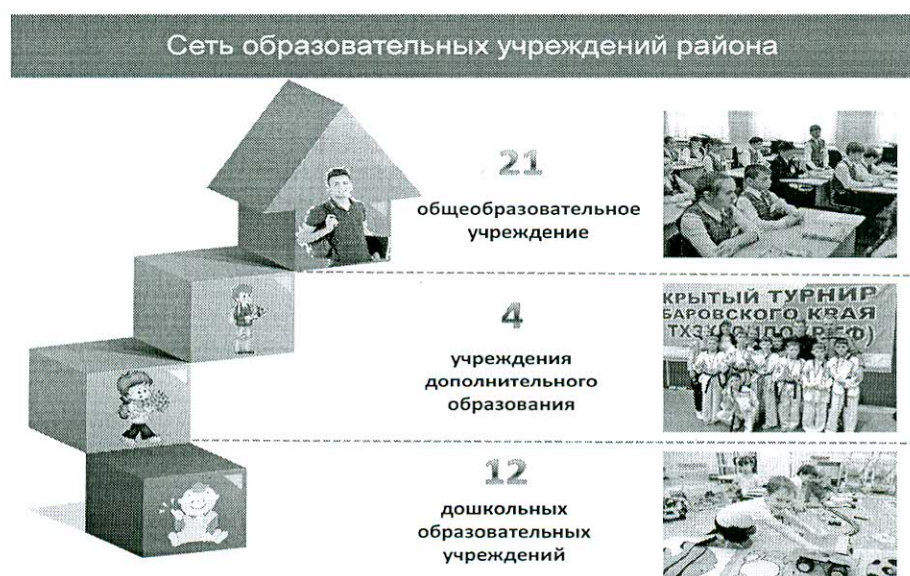 Сеть образовательных учреждений района
21
общеобразовательное
учреждение
4
учреждения
дополнительного
образования
КРЫТЫЙ ТУРНИР
БАРОВСКОГО КРАЯ
12
дошкольных
образовательных
учреждений